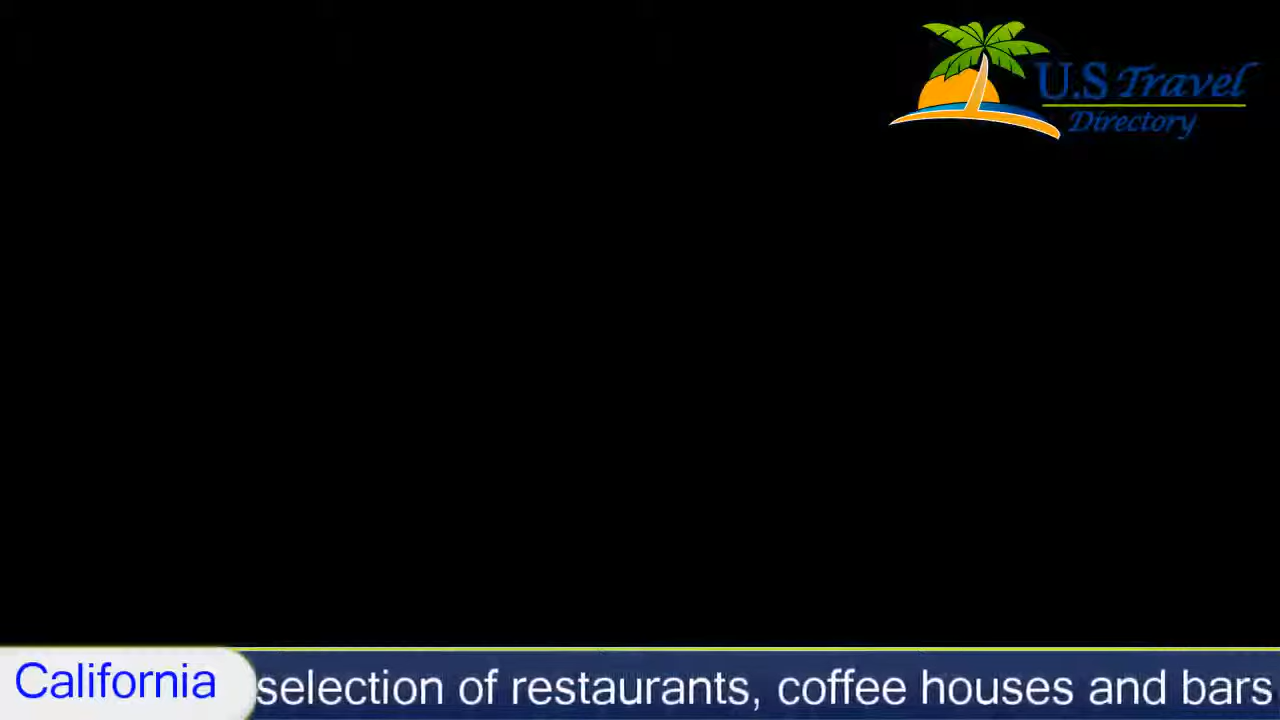 U.S Travel
Directory
California
selection of restaurants, coffee houses and bars